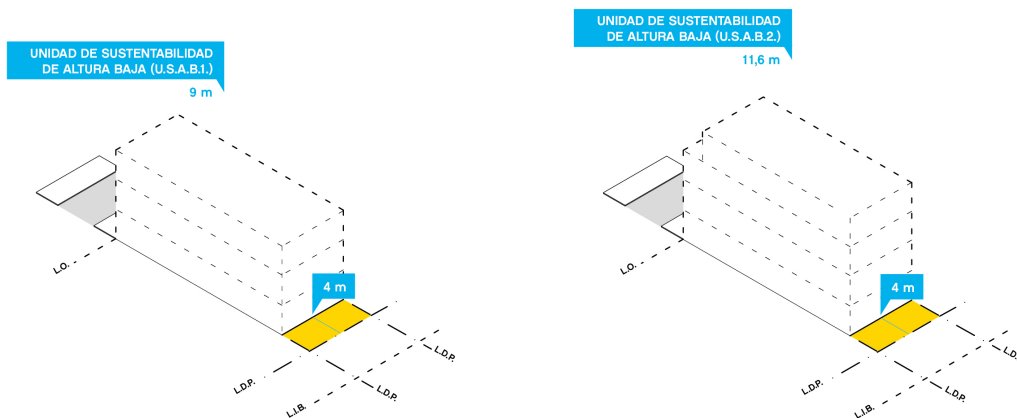 UNIDAD DE SUSTENTABILIDAD
DE ALTURA BAJA (U.S.A.B.1.)
9 m
4 m
L.O.
L.D.P.
L.I.B.
L.D.P.
L.D.P.
UNIDAD DE SUSTENTABILIDAD
DE ALTURA BAJA (U.S.A.B.2.)
11,6 m
4 m
L.O.
L.D.P.
L.I.B.
L.D.P.
L.D.P.